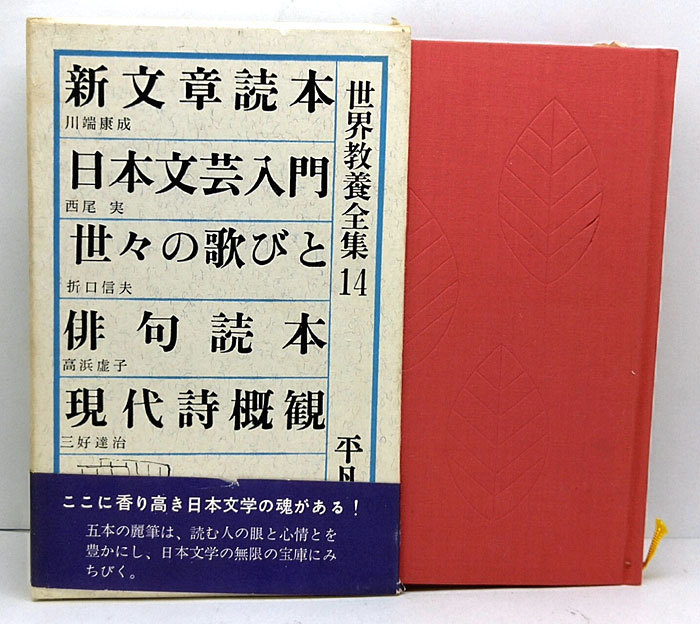 新文章読本
川端康成
日本文芸入門
西尾 実
世々の歌びと
折口信夫
俳句読本
高浜虚子
現代詩概観
三好達治
世界教養全集14
平凡
ここに香り高き日本文学の魂がある!
五本の麗筆は、読む人の眼と心情とを
豊かにし、日本文学の無限の宝庫にみ
ちびく。